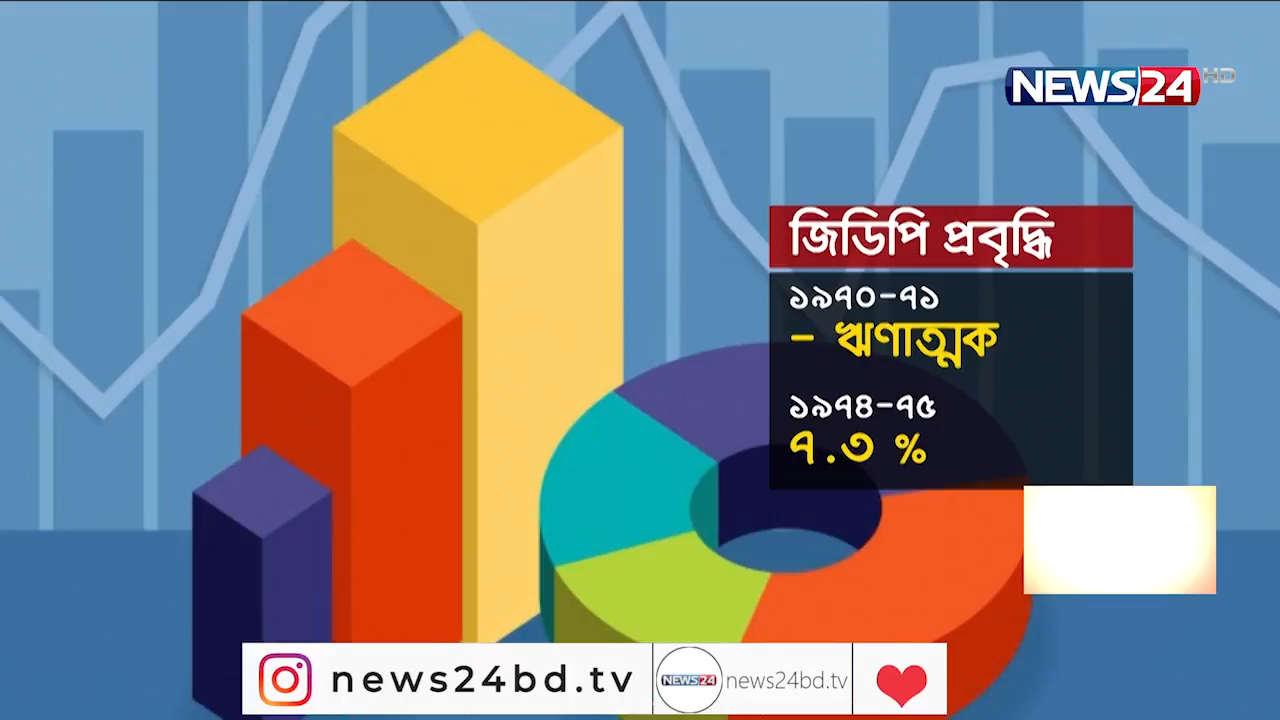 NEWS24 HD
জিডিপি প্রবৃদ্ধি
১৯৭০-৭১
- ঋণাত্মক
১৯৭৪-৭৫
৭.৩ %
news24bd.tv NEWS24 news24bd.tv